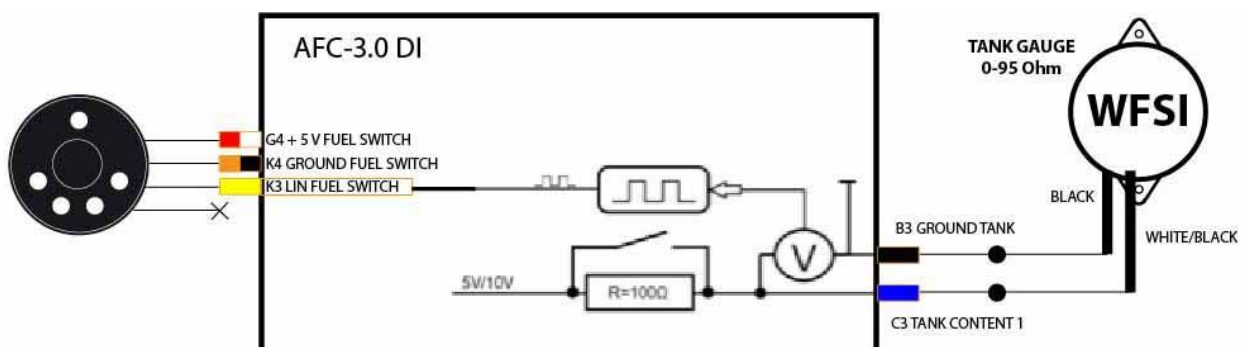 AFC-3.0 DI
TANK GAUGE
0-95 Ohm
WFSI
G4 + 5 V FUEL SWITCH
K4 GROUND FUEL SWITCH
K3 LIN FUEL SWITCH
BLACK
B3 GROUND TANK
WHITE/BLACK
V
5V/10V
R=100Ω
C3 TANK CONTENT 1